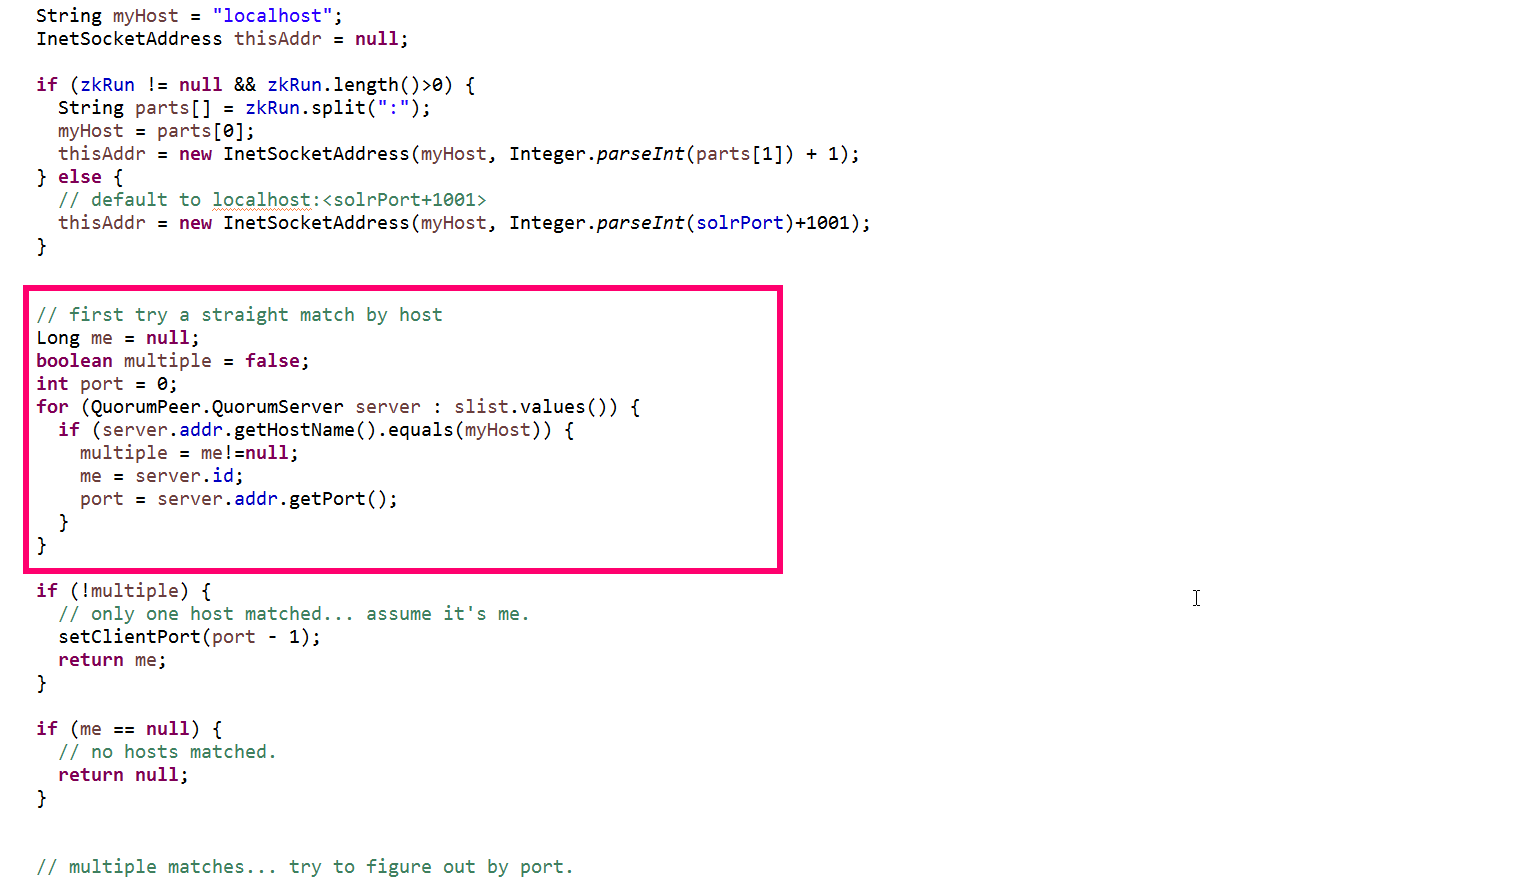 String myHost = "localhost";
InetSocketAddress thisAddr = null;
if (zkRun != null && zkRun.length()>0) {
String parts[] = zkRun.split(":");
myHost = parts[0];
thisAddr = new InetSocketAddress(myHost, Integer.parseInt(parts[1]) + 1);
} else {
// default to localhost:<solrPort+1001>
thisAddr = new InetSocketAddress(myHost, Integer.parseInt(solrPort)+1001);
}
// first try a straight match by host
Long me = null;
boolean multiple = false;
int port = 0;
for (QuorumPeer.QuorumServer server : slist.values()) {
if (server.addr.getHostName().equals(myHost)) {
multiple = me!=null;
me = server.id;
port = server.addr.getPort();
}
}
if (!multiple) {
// only one host matched... assume it's me.
setClientPort(port - 1);
return me;
}
if (me == null) {
// no hosts matched.
return null;
}
// multiple matches... try to figure out by port.